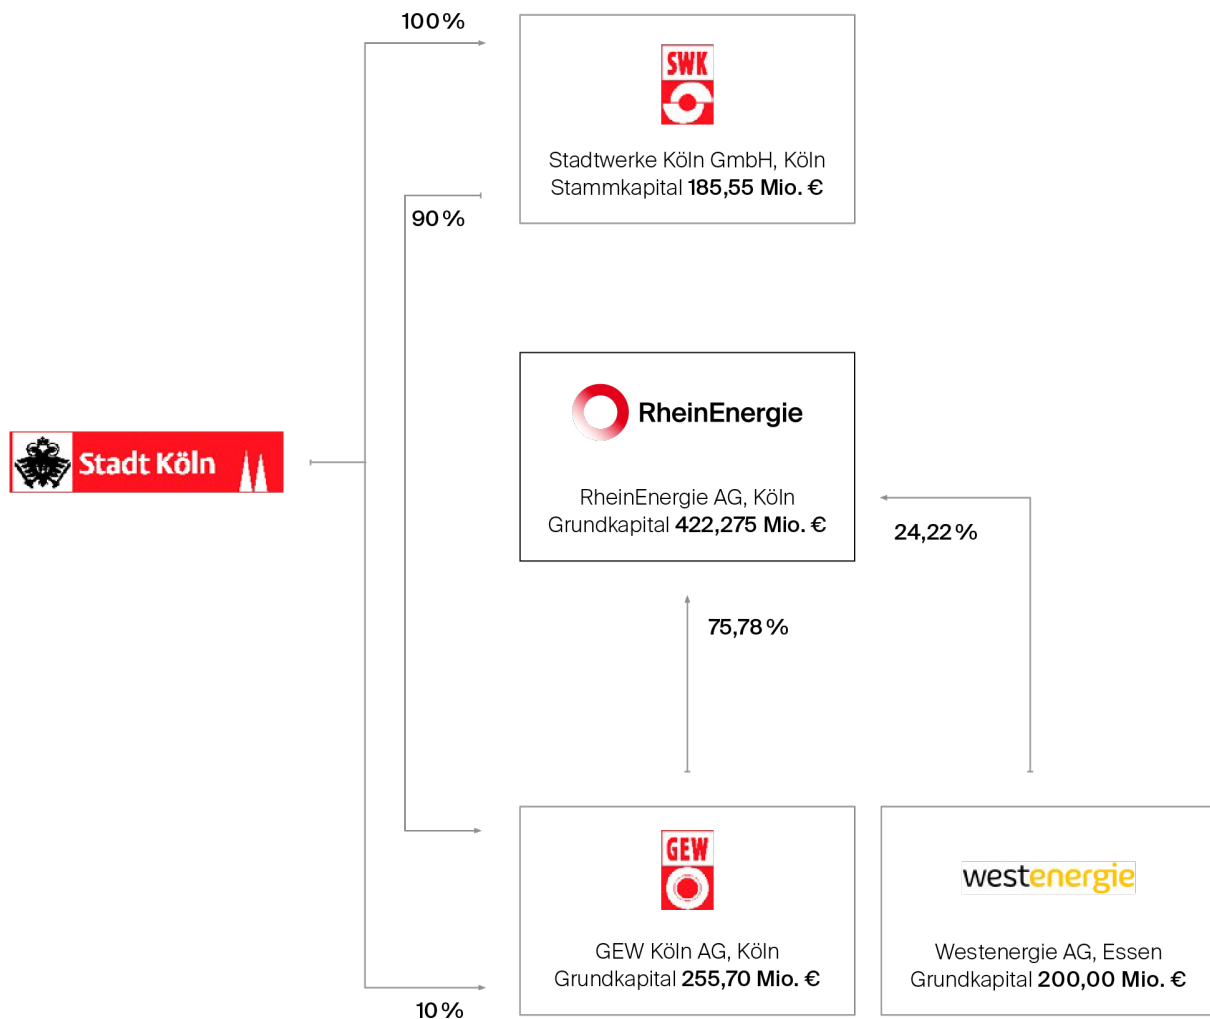 100 %
SWK
Stadtwerke Köln GmbH, Köln
Stammkapital 185,55 Mio. €
90 %
RheinEnergie
Stadt Köln
RheinEnergie AG, Köln
Grundkapital 422,275 Mio. €
24,22 %
75,78 %
GEW
westenergie
GEW Köln AG, Köln
Grundkapital 255,70 Mio. €
Westenergie AG, Essen
Grundkapital 200,00 Mio. €
10 %